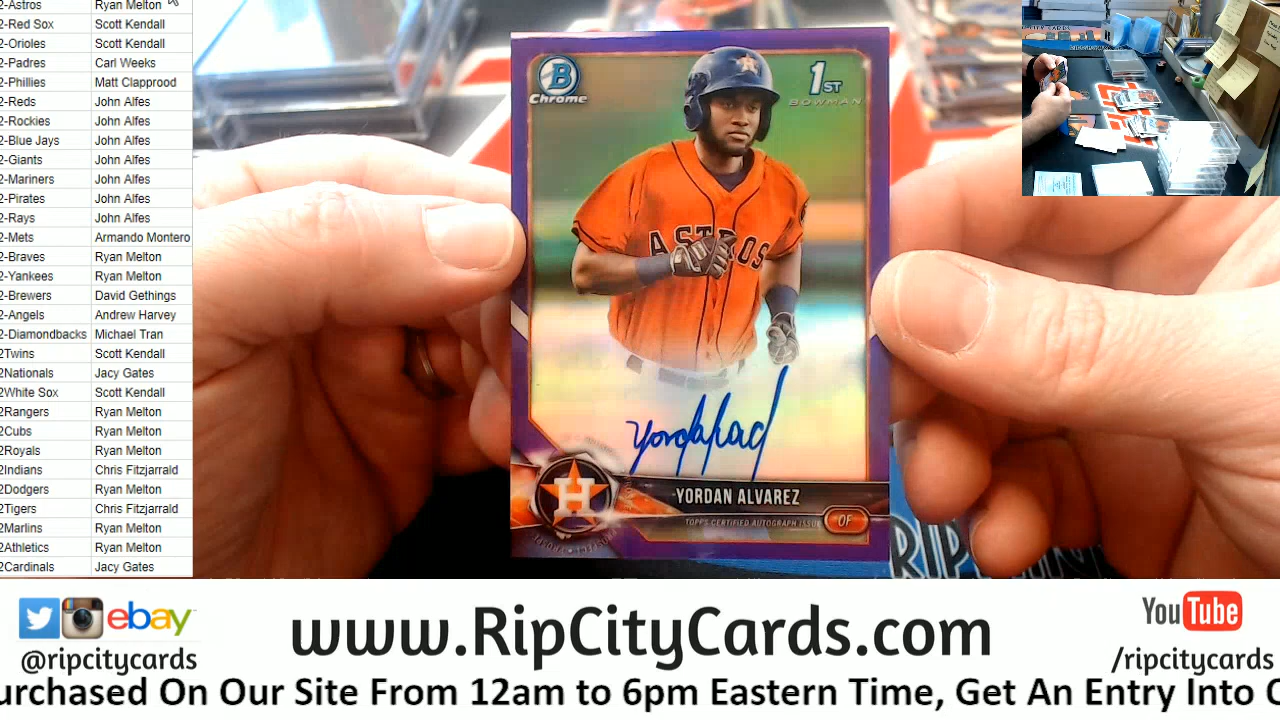 2-Astros Ryan Melton
2-Red Sox Scott Kendall
2-Orioles Scott Kendall
2-Padres Carl Weeks
2-Phillies Matt Clapprood
2-Reds John Alfes
2-Rockies John Alfes
2-Blue Jays John Alfes
2-Giants John Alfes
2-Mariners John Alfes
2-Pirates John Alfes
2-Rays John Alfes
2-Mets Armando Montero
2-Braves Ryan Melton
2-Yankees Ryan Melton
2-Brewers David Gethings
2-Angels Andrew Harvey
2-Diamondbacks Michael Tran
2Twins Scott Kendall
2Nationals Jacy Gates
2White Sox Scott Kendall
2Rangers Ryan Melton
2Cubs Ryan Melton
2Royals Ryan Melton
2Indians Chris Fitzjarrald
2Dodgers Ryan Melton
2Tigers Chris Fitzjarrald
2Marlins Ryan Melton
2Athletics Ryan Melton
2Cardinals Jacy Gates
B
Chrome
1ST
BOWMAN
ASTROS
H
YORDAN ALVAREZ
TOPPS CERTIFIED AUTOGRAPH ISSUE
OF
RIP
ebay
@ripcitycards
www.RipCityCards.com
YouTube
/ripcitycards
urchased On Our Site From 12am to 6pm Eastern Time, Get An Entry Into